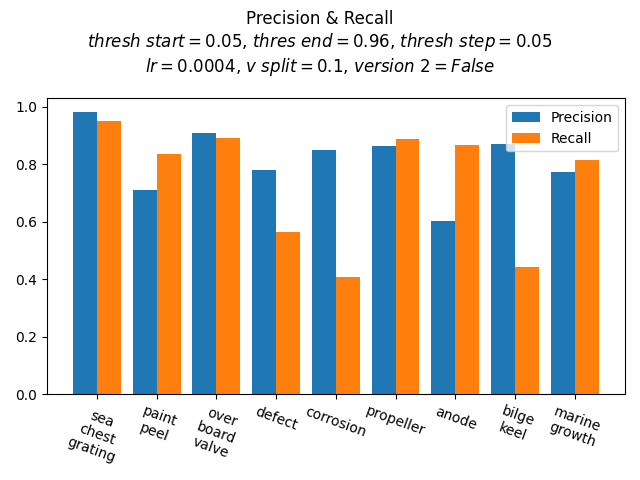 Precision & Recall
thresh start = 0.05, thres end = 0.96, thresh step = 0.05
lr = 0.0004, v split = 0.1, version 2 = False
Precision
Recall
1.0
0.8
0.6
0.4
0.2
0.0
sea
chest
grating
paint
peel
over
board
valve
defect
corrosion
propeller
anode
bilge
keel
marine
growth